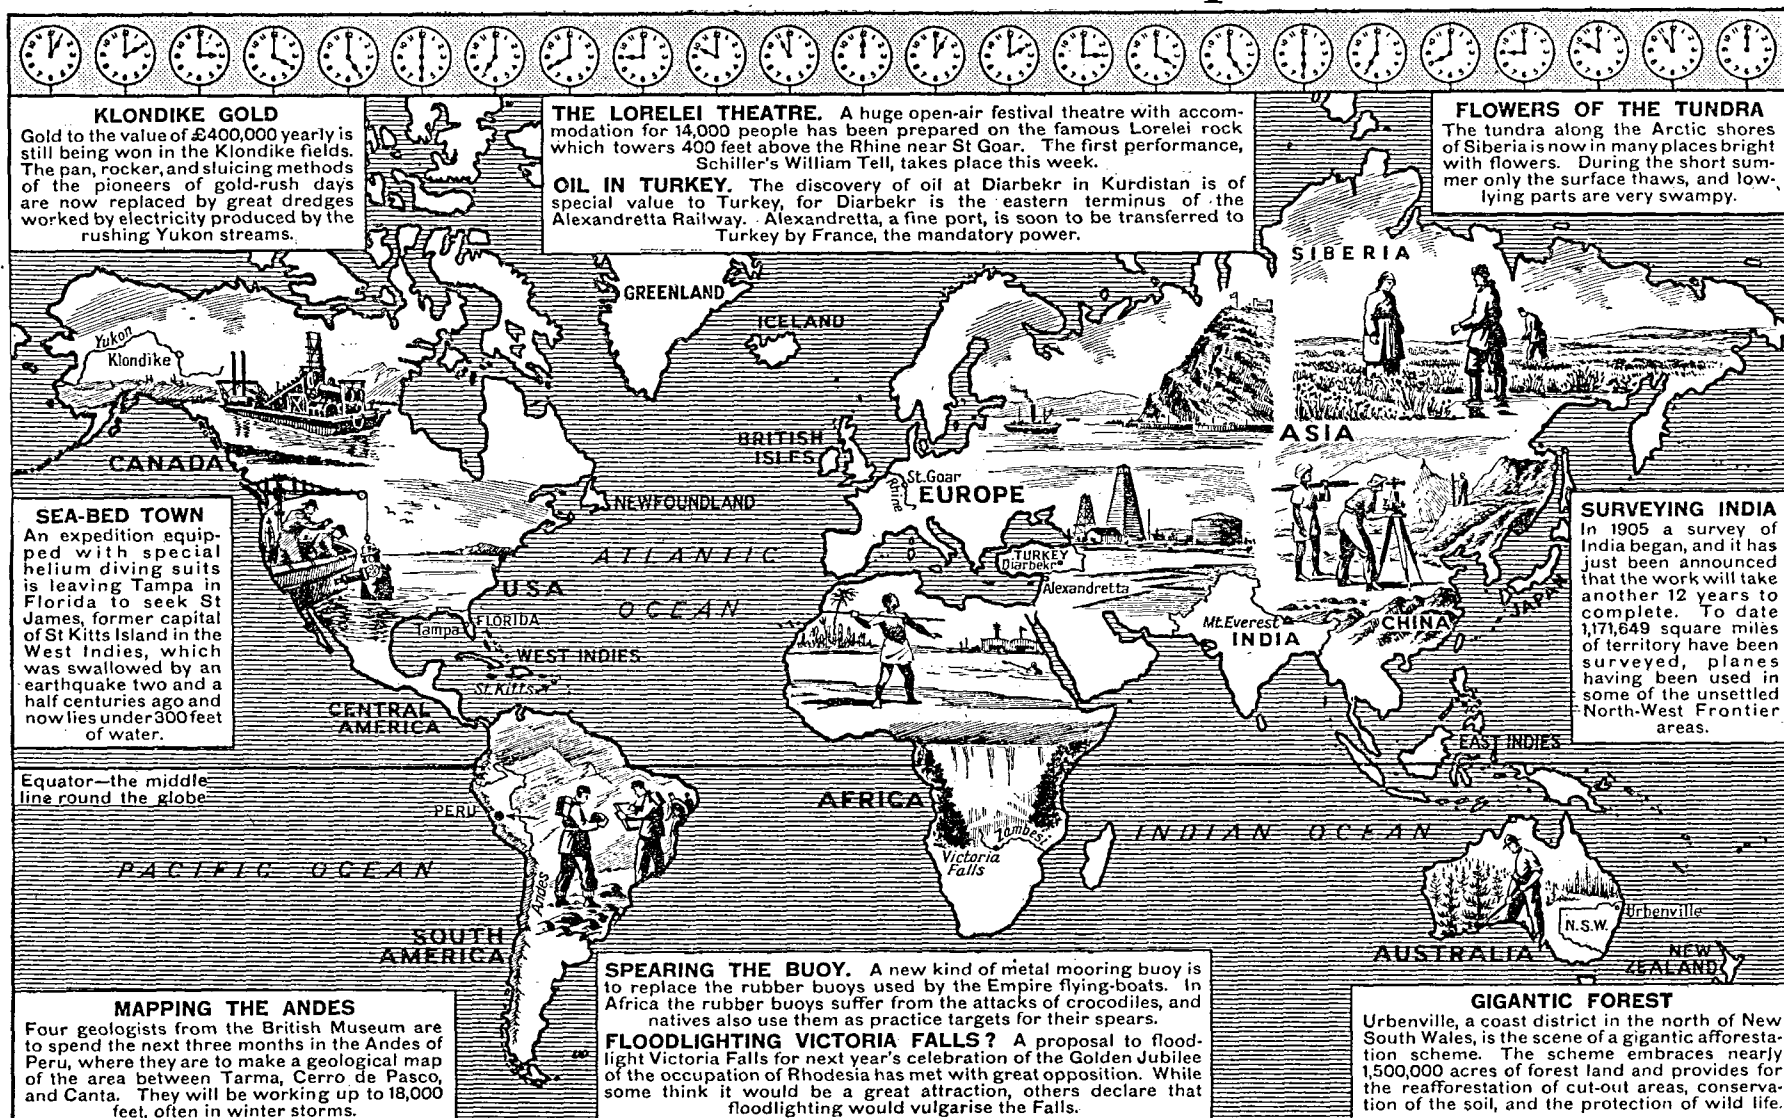 KLONDIKE GOLD
Gold to the value of £400,000 yearly is
still being won in the Klondike fields.
The pan, rocker, and sluicing methods
of the pioneers of gold-rush days
are now replaced by great dredges
worked by electricity produced by the
rushing Yukon streams.
THE LORELEI THEATRE. A huge open-air festival theatre with accom-
modation for 14,000 people has been prepared on the famous Lorelei rock
which towers 400 feet above the Rhine near St Goar. The first performance,
Schiller's William Tell, takes place this week.
OIL IN TURKEY. The discovery of oil at Diarbekr in Kurdistan is of
special value to Turkey, for Diarbekr is the eastern terminus of the
Alexandretta Railway. Alexandretta, a fine port, is soon to be transferred to
Turkey by France, the mandatory power.
FLOWERS OF THE TUNDRA
The tundra along the Arctic shores
of Siberia is now in many places bright
with flowers. During the short sum-
mer only the surface thaws, and low-
lying parts are very swampy.
SIBERIA
GREENLAND
ICELAND
Yukon
Klondike
BRITISH
ISLES
ASIA
CANADA
St. Goar
Rhine
EUROPE
NEWFOUNDLAND
SEA-BED TOWN
An expedition equip-
ped with special
helium diving suits
is leaving Tampa in
Florida to seek St
James, former capital
of St Kitts Island in the
West Indies, which
was swallowed by an
earthquake two and a
half centuries ago and
now lies under 300 feet
of water.
SURVEYING INDIA
In 1905 a survey of
India began, and it has
just been announced
that the work will take
another 12 years to
complete. To date
1,171,649 square miles
of territory have been
surveyed, planes
having been used in
some of the unsettled
North-West Frontier
areas.
ATLANTIC
OCEAN
TURKEY
Diarbekr
Alexandretta
USA
JAPAN
Mt. Everest
INDIA
CHINA
Tampa
FLORIDA
WEST INDIES
St. Kitts
CENTRAL
AMERICA
EAST INDIES
Equator—the middle
line round the globe
PERU
AFRICA
Zambesi
Victoria
Falls
INDIAN OCEAN
PACIFIC OCEAN
Andes
SOUTH
AMERICA
Urbenville
N.S.W.
AUSTRALIA
NEW
ZEALAND
MAPPING THE ANDES
Four geologists from the British Museum are
to spend the next three months in the Andes of
Peru, where they are to make a geological map
of the area between Tarma, Cerro de Pasco,
and Canta. They will be working up to 18,000
feet, often in winter storms.
SPEARING THE BUOY. A new kind of metal mooring buoy is
to replace the rubber buoys used by the Empire flying-boats. In
Africa the rubber buoys suffer from the attacks of crocodiles, and
natives also use them as practice targets for their spears.
FLOODLIGHTING VICTORIA FALLS? A proposal to flood-
light Victoria Falls for next year's celebration of the Golden Jubilee
of the occupation of Rhodesia has met with great opposition. While
some think it would be a great attraction, others declare that
floodlighting would vulgarise the Falls.
GIGANTIC FOREST
Urbenville, a coast district in the north of New
South Wales, is the scene of a gigantic afforesta-
tion scheme. The scheme embraces nearly
1,500,000 acres of forest land and provides for
the reafforestation of cut-out areas, conserva-
tion of the soil, and the protection of wild life.